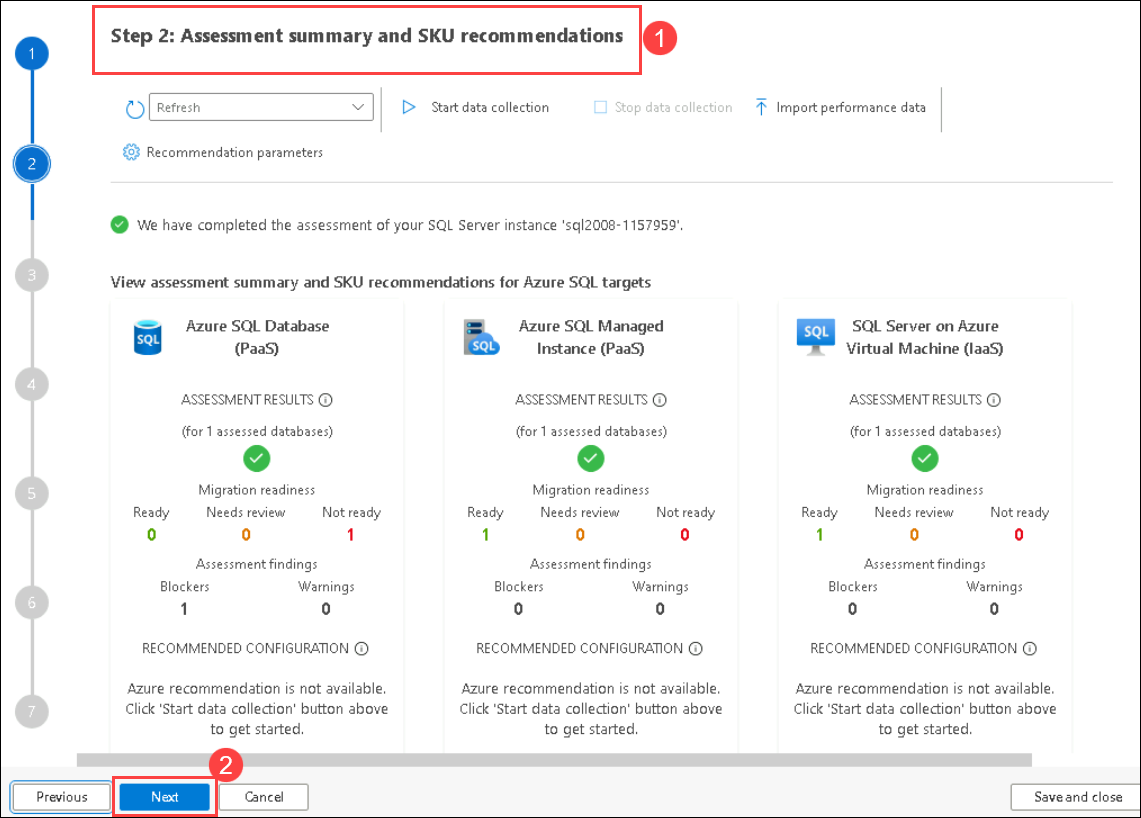 Step 2: Assessment summary and SKU recommendations
1
1
Refresh
Start data collection
Stop data collection
Import performance data
2
Recommendation parameters
We have completed the assessment of your SQL Server instance 'sql2008-1157959'.
3
View assessment summary and SKU recommendations for Azure SQL targets
SQL
Azure SQL Database
(PaaS)
ASSESSMENT RESULTS
(for 1 assessed databases)
Migration readiness
Ready
Needs review
Not ready
0
0
1
Assessment findings
Blockers
Warnings
1
0
RECOMMENDED CONFIGURATION
Azure recommendation is not available.
Click 'Start data collection' button above
to get started.
SQL
Azure SQL Managed
Instance (PaaS)
ASSESSMENT RESULTS
(for 1 assessed databases)
Migration readiness
Ready
Needs review
Not ready
1
0
0
Assessment findings
Blockers
Warnings
0
0
RECOMMENDED CONFIGURATION
Azure recommendation is not available.
Click 'Start data collection' button above
to get started.
SQL
SQL Server on Azure
Virtual Machine (IaaS)
ASSESSMENT RESULTS
(for 1 assessed databases)
Migration readiness
Ready
Needs review
Not ready
1
0
0
Assessment findings
Blockers
Warnings
0
0
RECOMMENDED CONFIGURATION
Azure recommendation is not available.
Click 'Start data collection' button above
to get started.
4
5
6
7
2
Previous
Next
Cancel
Save and close